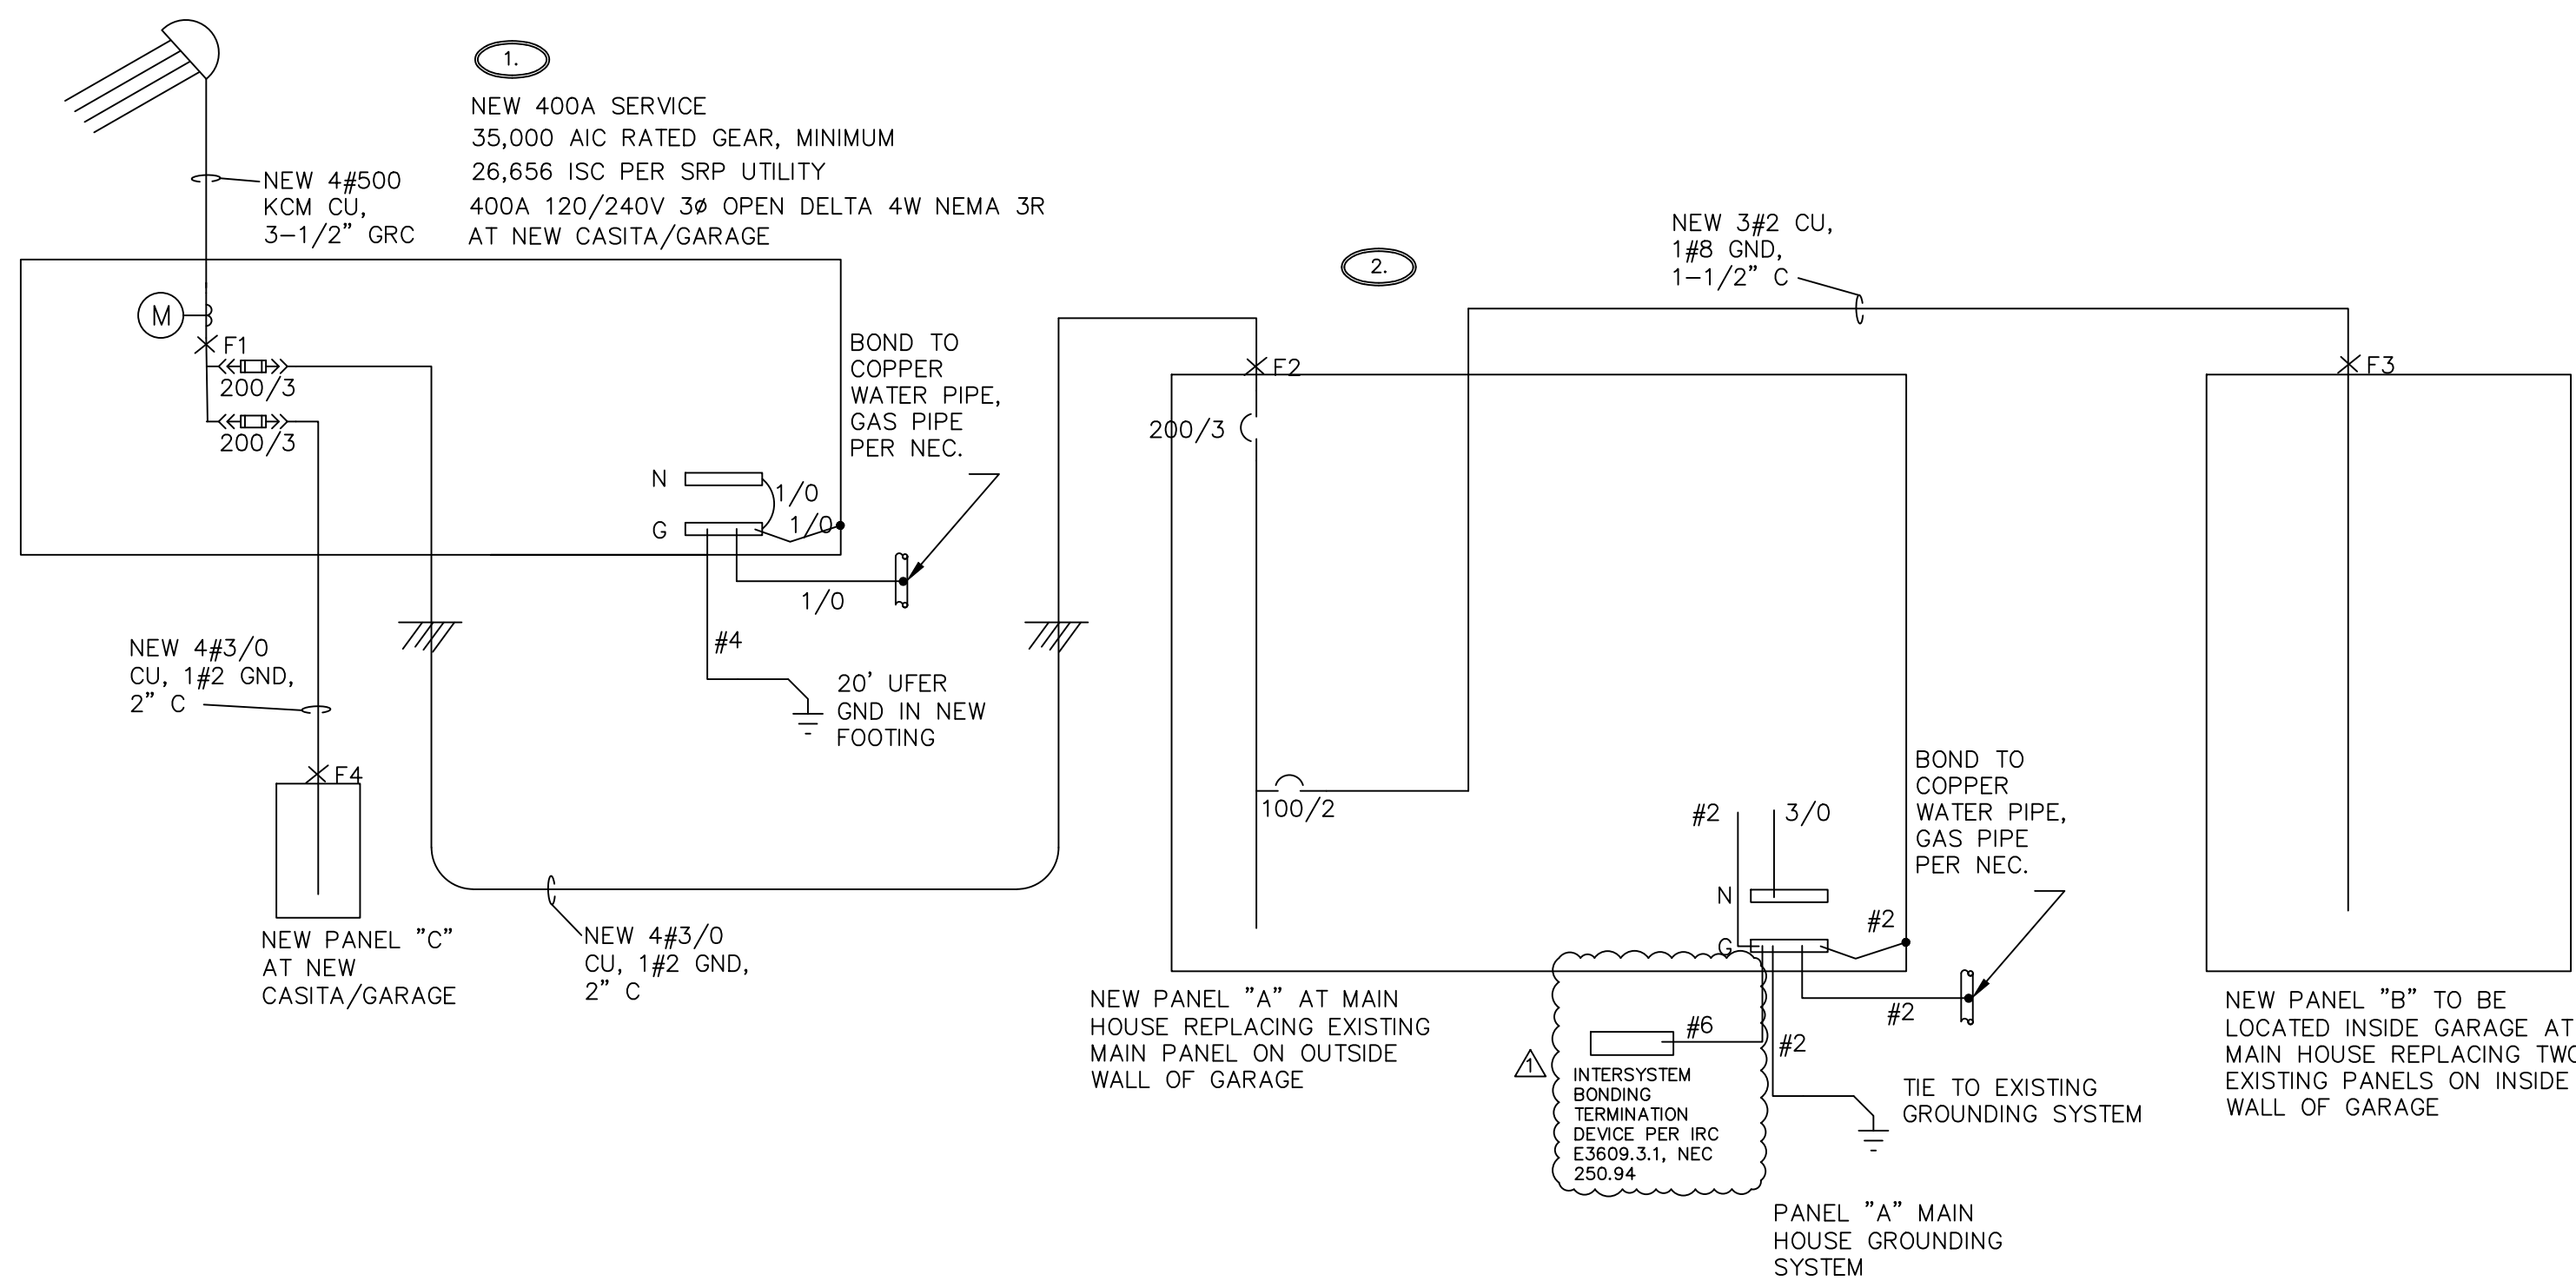 1.
NEW 400A SERVICE
35,000 AIC RATED GEAR, MINIMUM
26,656 ISC PER SRP UTILITY
400A 120/240V 3ø OPEN DELTA 4W NEMA 3R
AT NEW CASITA/GARAGE
NEW 4#500
KCM CU,
3-1/2" GRC
M
F1
200/3
200/3
BOND TO
COPPER
WATER PIPE,
GAS PIPE
PER NEC.
N
1/0
G
1/0
1/0
#4
20' UFER
GND IN NEW
FOOTING
NEW 4#3/0
CU, 1#2 GND,
2" C
F4
NEW PANEL "C"
AT NEW
CASITA/GARAGE
NEW 4#3/0
CU, 1#2 GND,
2" C
2.
NEW 3#2 CU,
1#8 GND,
1-1/2" C
F2
200/3
100/2
F3
#2
3/0
N
G
#2
BOND TO
COPPER
WATER PIPE,
GAS PIPE
PER NEC.
#2
#6
#2
NEW PANEL "A" AT MAIN
HOUSE REPLACING EXISTING
MAIN PANEL ON OUTSIDE
WALL OF GARAGE
1
INTERSYSTEM
BONDING
TERMINATION
DEVICE PER IRC
E3609.3.1, NEC
250.94
TIE TO EXISTING
GROUNDING SYSTEM
PANEL "A" MAIN
HOUSE GROUNDING
SYSTEM
NEW PANEL "B" TO BE
LOCATED INSIDE GARAGE AT
MAIN HOUSE REPLACING TWO
EXISTING PANELS ON INSIDE
WALL OF GARAGE